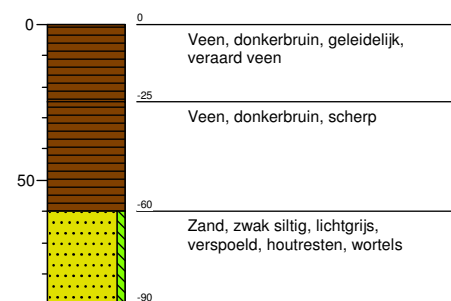 0
0
Veen, donkerbruin, geleidelijk,
veraard veen
-25
Veen, donkerbruin, scherp
50
-60
Zand, zwak siltig, lichtgrijs,
verspoeld, houtresten, wortels
-90